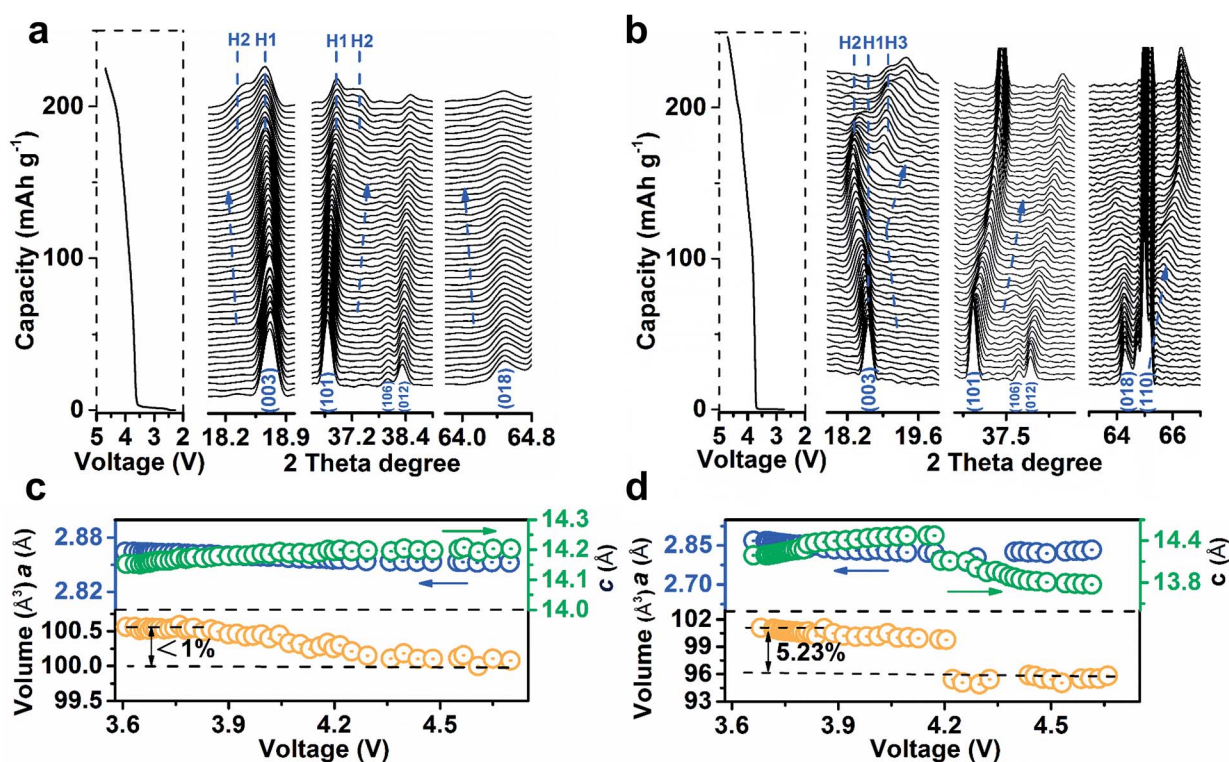 a
H2 H1 H1 H2
200
100
0
Capacity (mAh g⁻¹)
(003) (101) (106) (012) (018)
5 4 3 2 18.2 18.9 37.2 38.4 64.0 64.8
Voltage (V) 2 Theta degree
b
H2 H1 H3
200
100
0
Capacity (mAh g⁻¹)
(003) (101) (106) (012) (018) (110)
5 4 3 2 18.2 19.6 37.5 64 66
Voltage (V) 2 Theta degree
c
2.88
2.82
a (Å)
14.3
14.2
14.1
14.0
c (Å)
100.5
100.0
99.5
Volume (Å³)
<1%
3.6 3.9 4.2 4.5
Voltage (V)
d
2.85
2.70
a (Å)
14.4
13.8
c (Å)
102
99
96
93
Volume (Å³)
5.23%
3.6 3.9 4.2 4.5
Voltage (V)